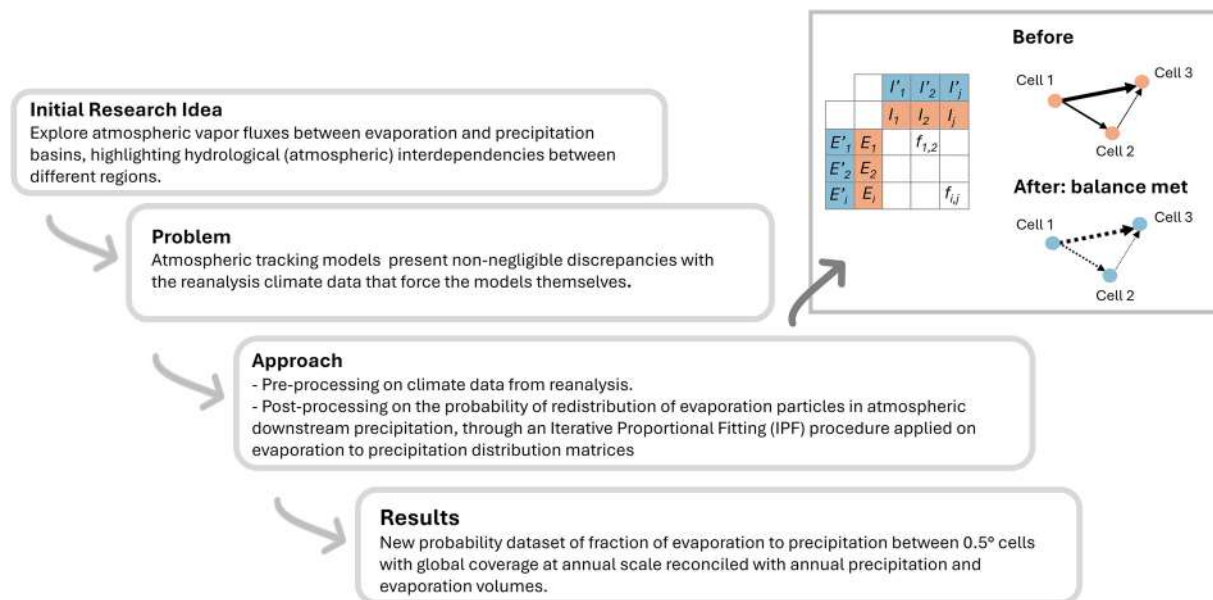 Initial Research Idea
Explore atmospheric vapor fluxes between evaporation and precipitation
basins, highlighting hydrological (atmospheric) interdependencies between
different regions.
Problem
Atmospheric tracking models present non-negligible discrepancies with
the reanalysis climate data that force the models themselves.
Approach
- Pre-processing on climate data from reanalysis.
- Post-processing on the probability of redistribution of evaporation particles in atmospheric
downstream precipitation, through an Iterative Proportional Fitting (IPF) procedure applied on
evaporation to precipitation distribution matrices
Results
New probability dataset of fraction of evaporation to precipitation between 0.5° cells
with global coverage at annual scale reconciled with annual precipitation and
evaporation volumes.
I'1 I'2 I'j
I1 I2 Ij
E'1 E1 f1,2
E'2 E2
E'i Ei fi,j
Before
Cell 1
Cell 3
Cell 2
After: balance met
Cell 1
Cell 3
Cell 2